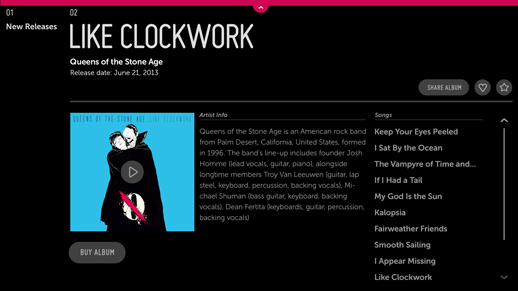 01
02
New Releases
LIKE CLOCKWORK
Queens of the Stone Age
Release date: June 21, 2013
SHARE ALBUM
QUEENS OF THE STONE AGE LIKE CLOCKWORK
Artist Info
Queens of the Stone Age is an American rock band
from Palm Desert, California, United States, formed
in 1996. The band's line-up includes founder Josh
Homme (lead vocals, guitar, piano), alongside
longtime members Troy Van Leeuwen (guitar, lap
steel, keyboard, percussion, backing vocals), Mi-
chael Shuman (bass guitar, keyboard, backing
vocals), Dean Fertita (keyboards, guitar, percussion,
backing vocals)
Songs
Keep Your Eyes Peeled
I Sat By the Ocean
The Vampyre of Time and...
If I Had a Tail
My God Is the Sun
Kalopsia
Fairweather Friends
Smooth Sailing
I Appear Missing
Like Clockwork
BUY ALBUM